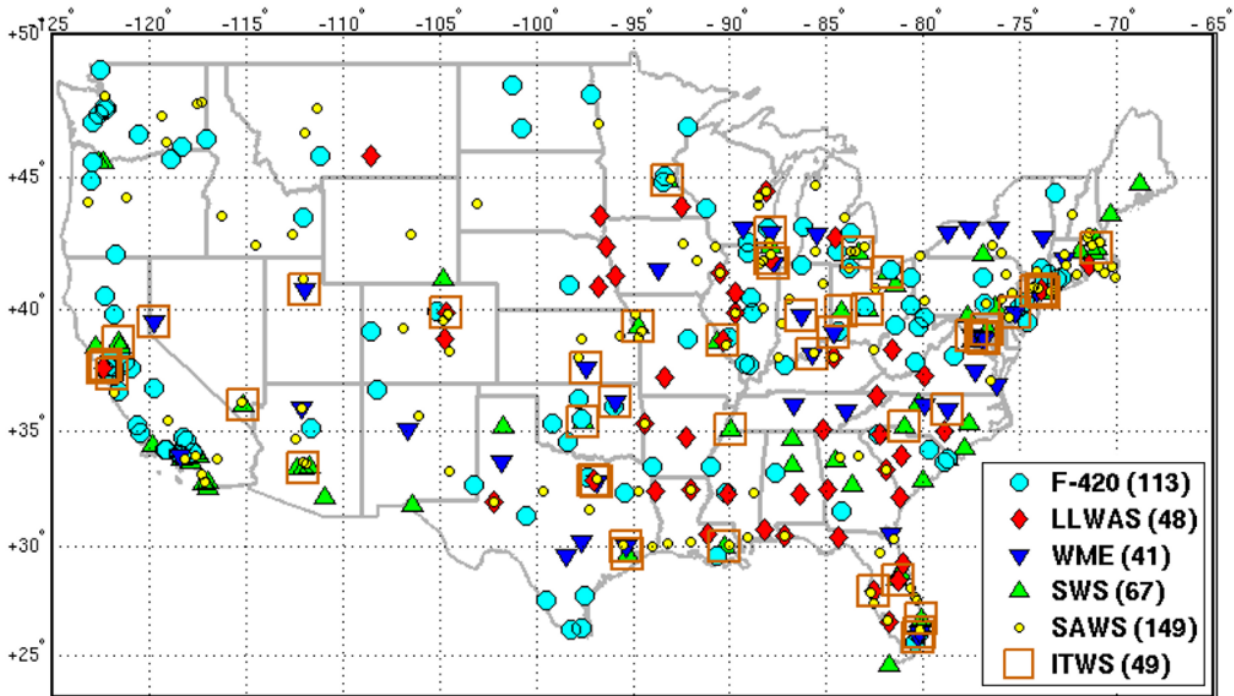 -125 -120 -115 -110 -105 -100 -95 -90 -85 -80 -75 -70 -65
+50
+45
+40
+35
+30
+25
F-420 (113)
LLWAS (48)
WME (41)
SWS (67)
SAWS (149)
ITWS (49)